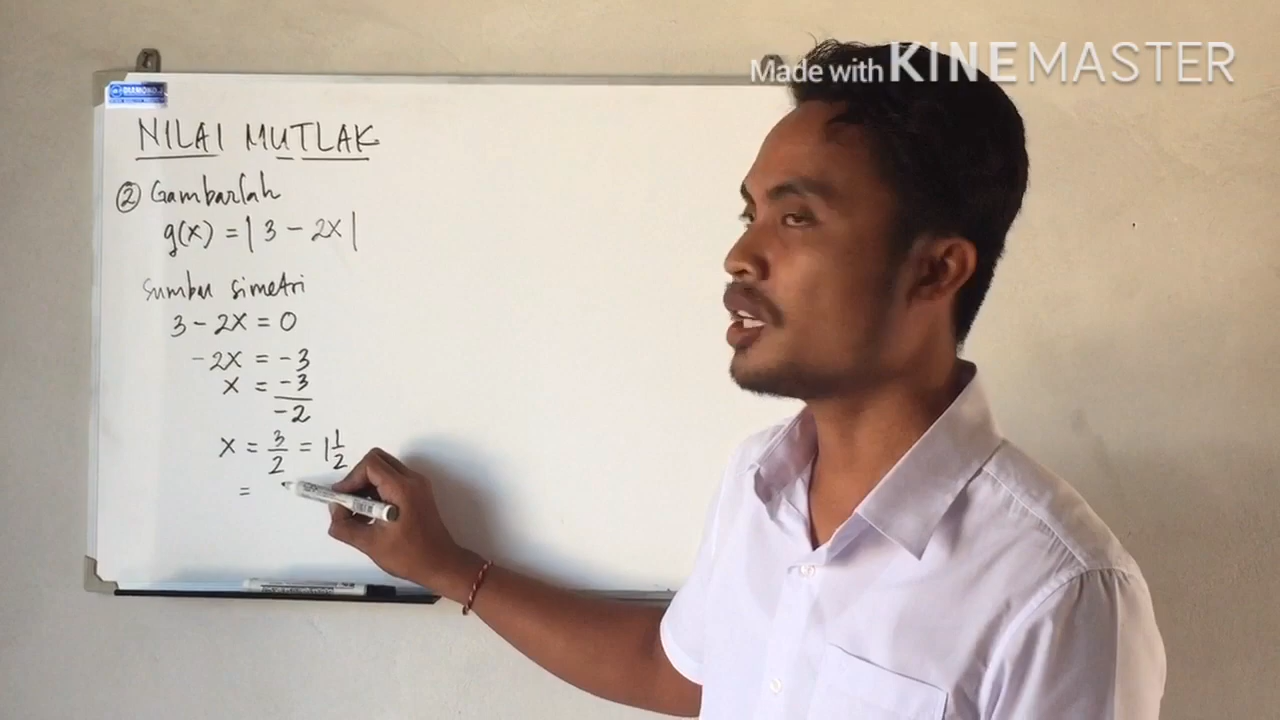 Made with KINEMASTER
DIAMOND
NILAI MUTLAK
② Gambarlah
g(x) = | 3 - 2x |
Sumbu simetri
3 - 2x = 0
-2x = -3
x = -3/-2
x = 3/2 = 1 1/2
=